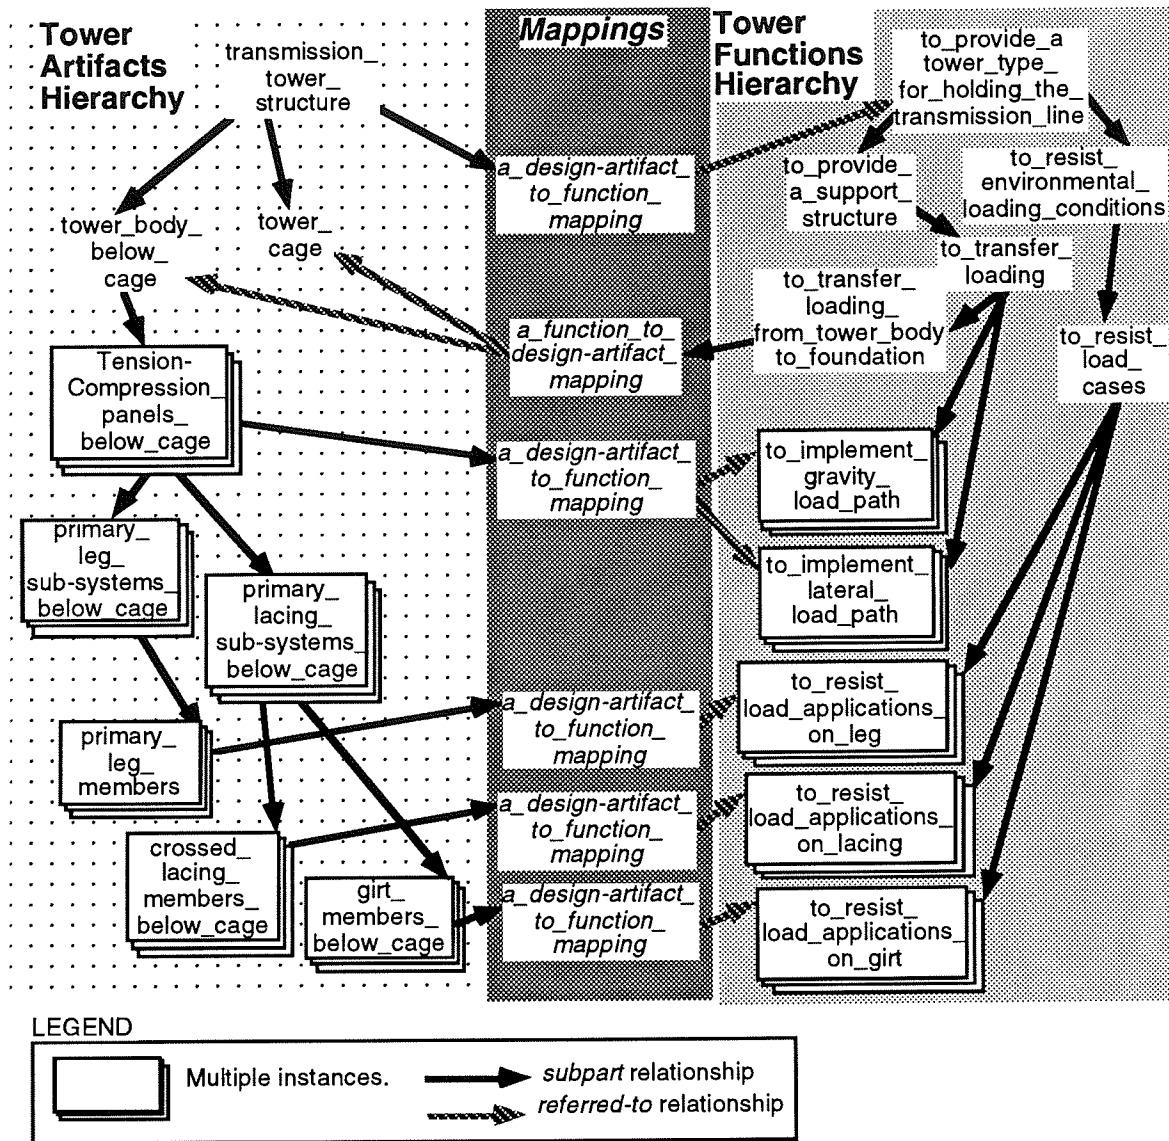 Tower
Artifacts
Hierarchy
transmission_
tower_
structure
tower_body_
below_
cage
tower_
cage
Tension-
Compression_
panels_
below_cage
primary_
leg_
sub-systems_
below_cage
primary_
lacing_
sub-systems_
below_cage
primary_
leg_
members
crossed_
lacing_
members_
below_cage
girt_
members_
below_cage
Mappings
a_design-artifact_
to_function_
mapping
a_function_to_
design-artifact_
mapping
a_design-artifact_
to_function_
mapping
a_design-artifact_
to_function_
mapping
a_design-artifact_
to_function_
mapping
a_design-artifact_
to_function_
mapping
Tower
Functions
Hierarchy
to_provide_a
tower_type_
for_holding_the_
transmission_line
to_provide_
a_support_
structure
to_resist_
environmental_
loading_conditions
to_transfer_
loading
to_transfer_
loading_
from_tower_body
to_foundation
to_resist_
load_
cases
to_implement_
gravity_
load_path
to_implement_
lateral_
load_path
to_resist_
load_applications_
on_leg
to_resist_
load_applications_
on_lacing
to_resist_
load_applications_
on_girt
LEGEND
Multiple instances.
subpart relationship
referred-to relationship